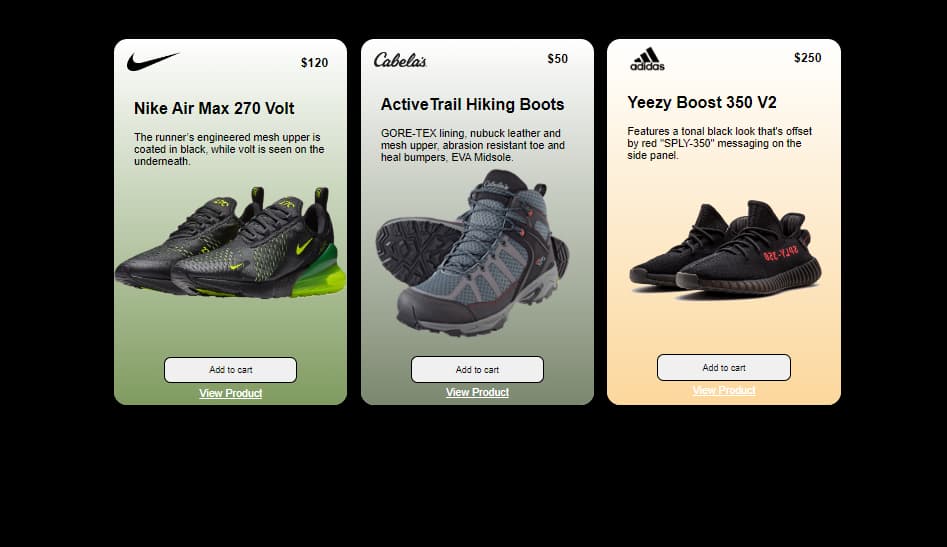 $120
Nike Air Max 270 Volt
The runner's engineered mesh upper is
coated in black, while volt is seen on the
underneath.
Add to cart
View Product
Cabela's
$50
ActiveTrail Hiking Boots
GORE-TEX lining, nubuck leather and
mesh upper, abrasion resistant toe and
heal bumpers, EVA Midsole.
Cabela's
Add to cart
View Product
adidas
$250
Yeezy Boost 350 V2
Features a tonal black look that's offset
by red "SPLY-350" messaging on the
side panel.
SPLY-350
Add to cart
View Product